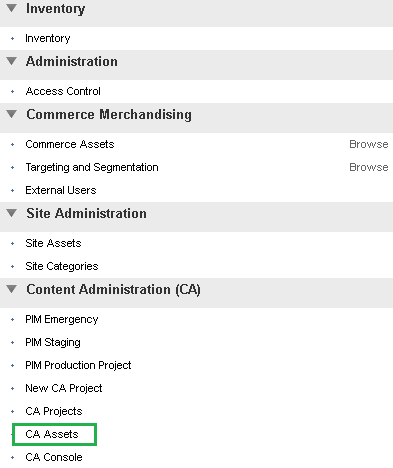 Inventory
Inventory
Administration
Access Control
Commerce Merchandising
Commerce Assets Browse
Targeting and Segmentation Browse
External Users
Site Administration
Site Assets
Site Categories
Content Administration (CA)
PIM Emergency
PIM Staging
PIM Production Project
New CA Project
CA Projects
CA Assets
CA Console